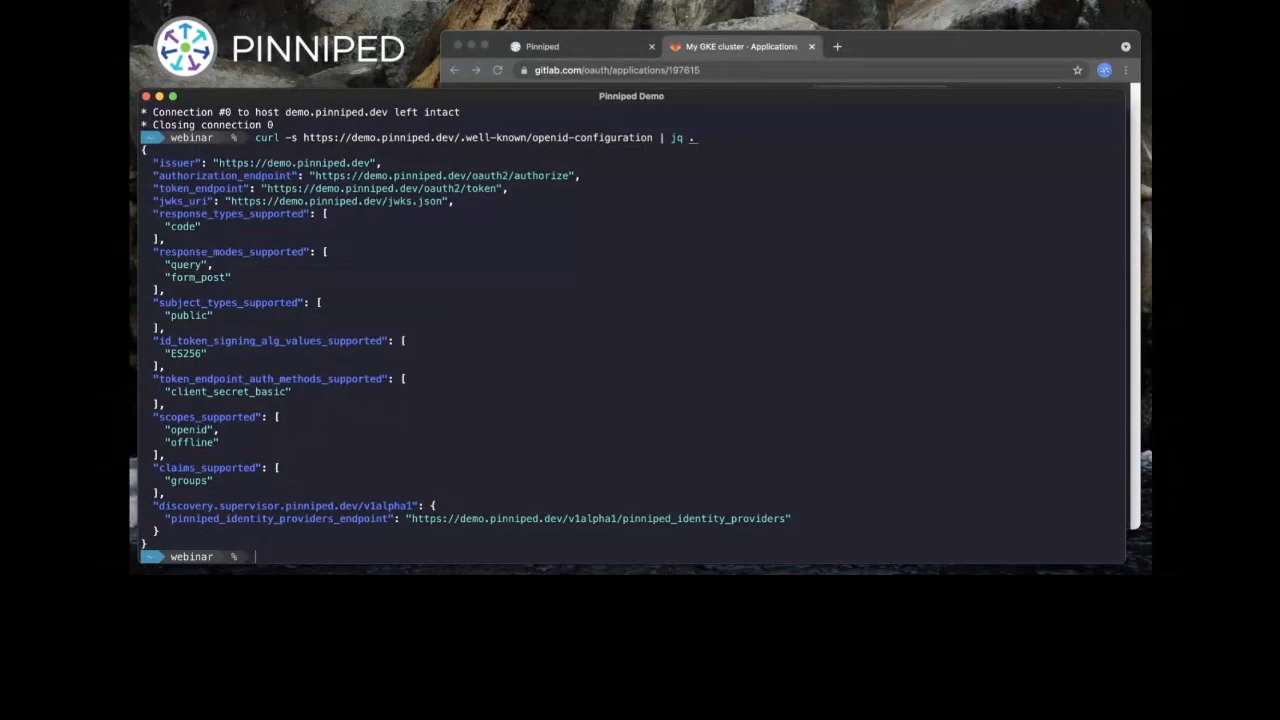 PINNIPED
Pinniped
My GKE cluster · Applications
gitlab.com/oauth/applications/197615
Pinniped Demo
* Connection #0 to host demo.pinniped.dev left intact
* Closing connection 0
~ webinar % curl -s https://demo.pinniped.dev/.well-known/openid-configuration | jq .
{
"issuer": "https://demo.pinniped.dev",
"authorization_endpoint": "https://demo.pinniped.dev/oauth2/authorize",
"token_endpoint": "https://demo.pinniped.dev/oauth2/token",
"jwks_uri": "https://demo.pinniped.dev/jwks.json",
"response_types_supported": [
"code"
],
"response_modes_supported": [
"query",
"form_post"
],
"subject_types_supported": [
"public"
],
"id_token_signing_alg_values_supported": [
"ES256"
],
"token_endpoint_auth_methods_supported": [
"client_secret_basic"
],
"scopes_supported": [
"openid",
"offline"
],
"claims_supported": [
"groups"
],
"discovery.supervisor.pinniped.dev/v1alpha1": {
"pinniped_identity_providers_endpoint": "https://demo.pinniped.dev/v1alpha1/pinniped_identity_providers"
}
}
~ webinar %